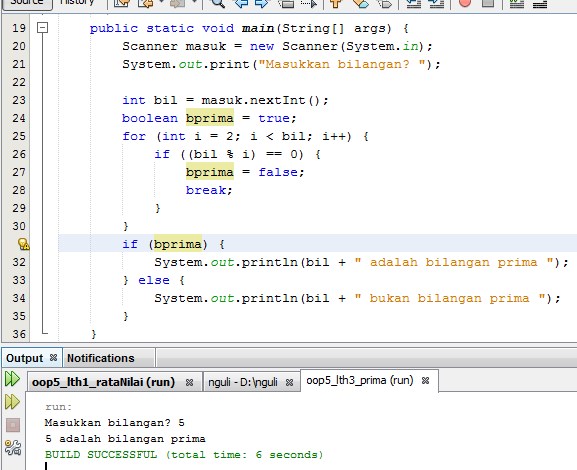 Source History
19 public static void main(String[] args) {
20 Scanner masuk = new Scanner(System.in);
21 System.out.print("Masukkan bilangan? ");
22
23 int bil = masuk.nextInt();
24 boolean bprima = true;
25 for (int i = 2; i < bil; i++) {
26 if ((bil % i) == 0) {
27 bprima = false;
28 break;
29 }
30 }
if (bprima) {
32 System.out.println(bil + " adalah bilangan prima ");
33 } else {
34 System.out.println(bil + " bukan bilangan prima ");
35 }
36 }
Output Notifications
oop5_lth1_rataNilai (run) nguli - D:\nguli oop5_lth3_prima (run)
run:
Masukkan bilangan? 5
5 adalah bilangan prima
BUILD SUCCESSFUL (total time: 6 seconds)